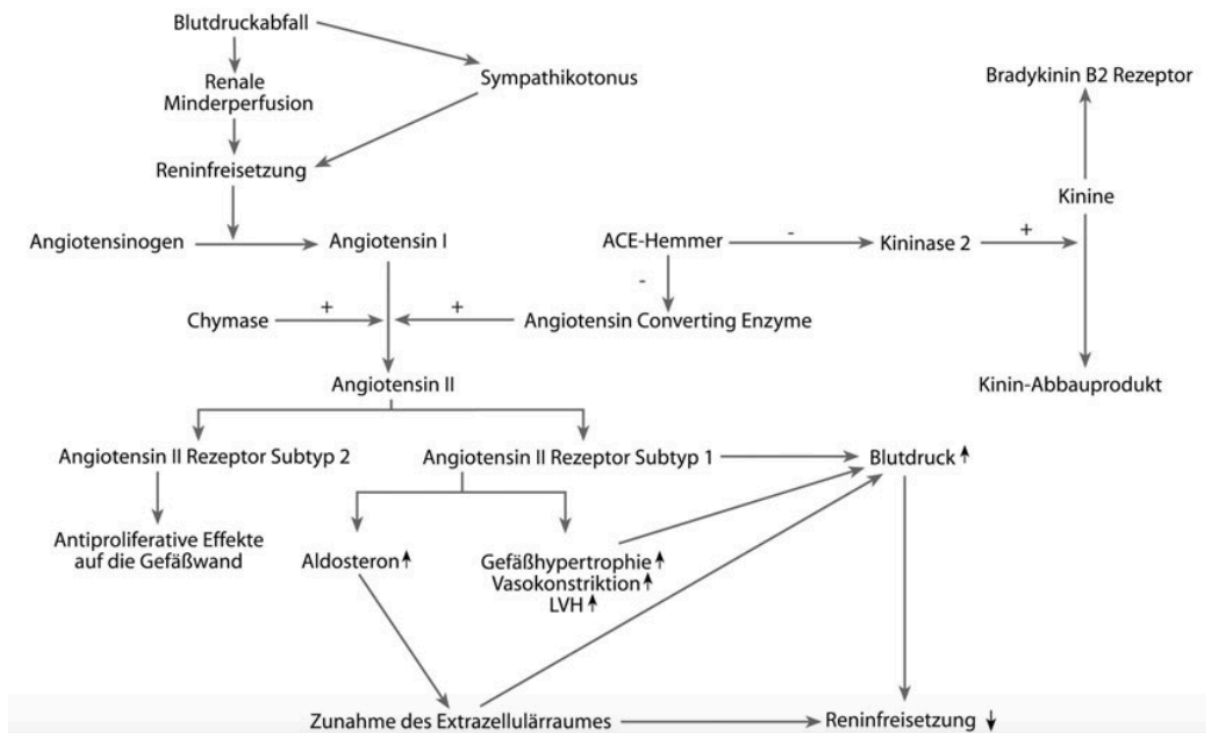 Blutdruckabfall
Sympathikotonus
Bradykinin B2 Rezeptor
Renale
Minderperfusion
Reninfreisetzung
Kinine
Angiotensinogen
Angiotensin I
ACE-Hemmer
-
Kininase 2
+
-
Chymase
+
+
Angiotensin Converting Enzyme
Angiotensin II
Kinin-Abbauprodukt
Angiotensin II Rezeptor Subtyp 2
Angiotensin II Rezeptor Subtyp 1
Blutdruck
Antiproliferative Effekte
auf die Gefäßwand
Aldosteron
Gefäßhypertrophie
Vasokonstriktion
LVH
Zunahme des Extrazellulärraumes
Reninfreisetzung